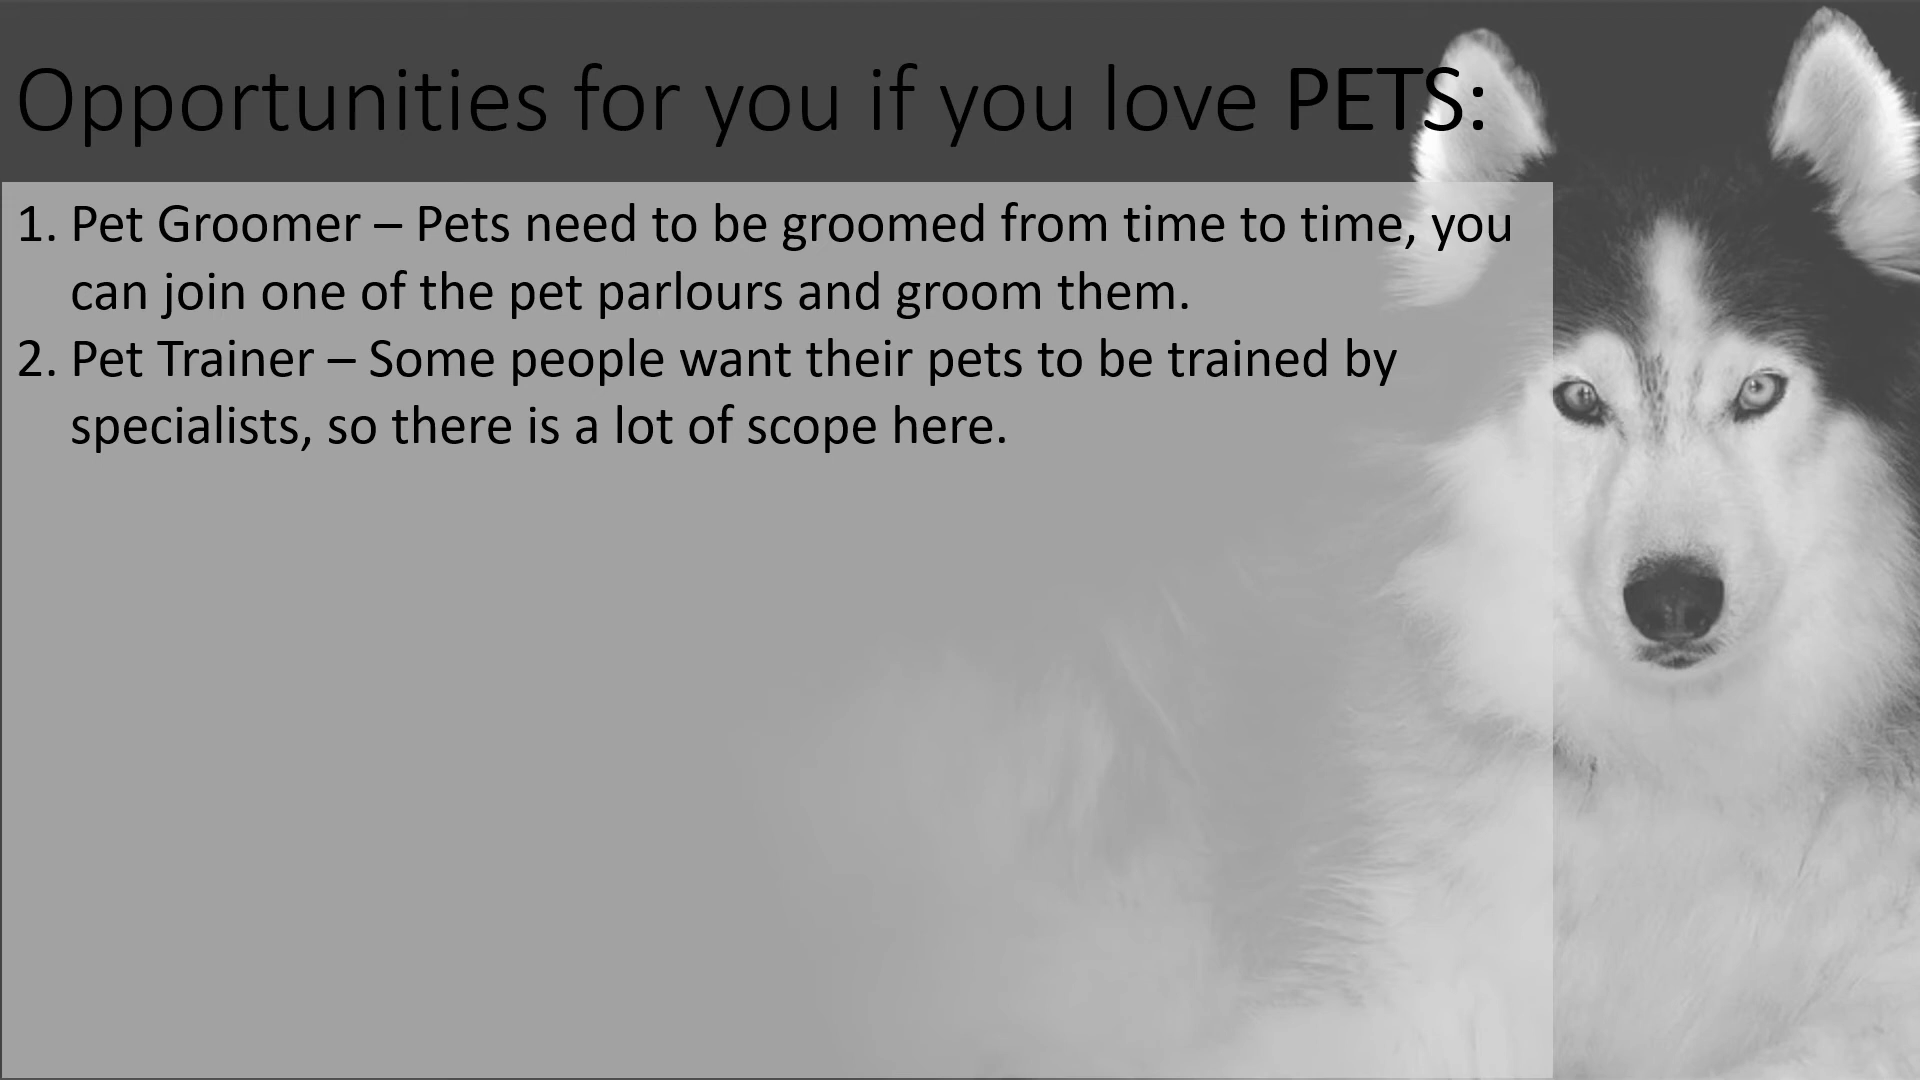 Opportunities for you if you love PETS:
1. Pet Groomer – Pets need to be groomed from time to time, you
can join one of the pet parlours and groom them.
2. Pet Trainer – Some people want their pets to be trained by
specialists, so there is a lot of scope here.